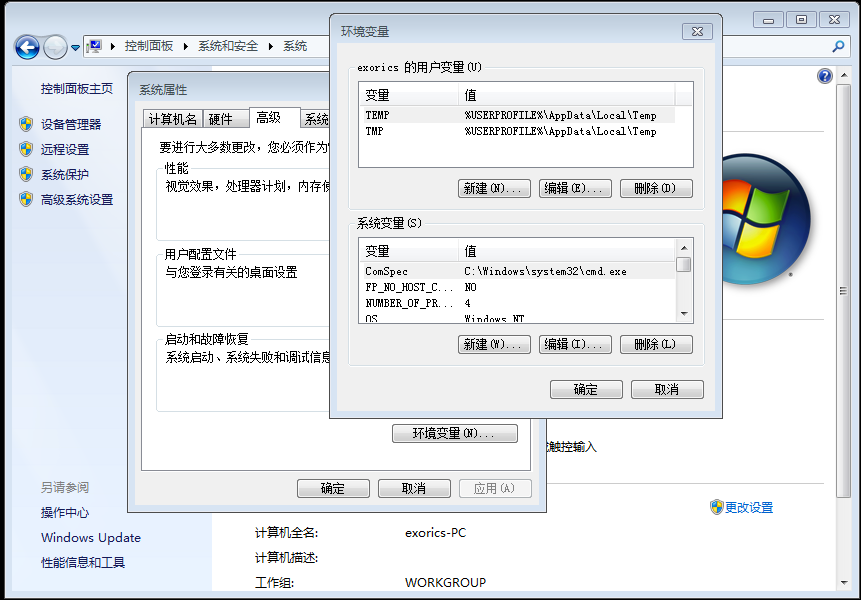 控制面板
系统和安全
系统
控制面板主页
设备管理器
远程设置
系统保护
高级系统设置
另请参阅
操作中心
Windows Update
性能信息和工具
系统属性
计算机名
硬件
高级
系统
要进行大多数更改，您必须作为
性能
视觉效果，处理器计划，内存使
用户配置文件
与您登录有关的桌面设置
启动和故障恢复
系统启动、系统失败和调试信息
环境变量(N)...
确定
取消
应用(A)
环境变量
exorics 的用户变量(U)
变量 值
TEMP %USERPROFILE%\AppData\Local\Temp
TMP %USERPROFILE%\AppData\Local\Temp
新建(N)...
编辑(E)...
删除(D)
系统变量(S)
变量 值
ComSpec C:\Windows\system32\cmd.exe
FP_NO_HOST_C... NO
NUMBER_OF_PR... 4
OS Windows_NT
新建(W)...
编辑(I)...
删除(L)
确定
取消
触控输入
更改设置
计算机全名: exorics-PC
计算机描述:
工作组: WORKGROUP